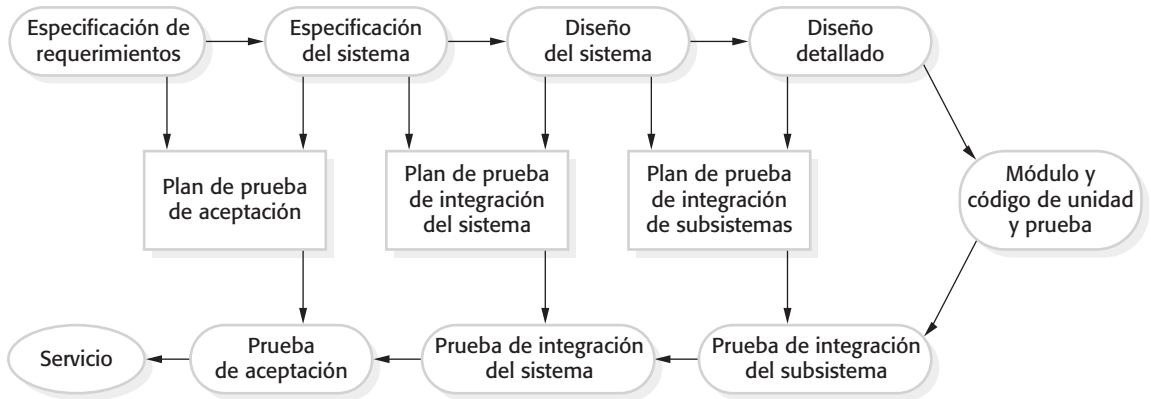 Especificación de
requerimientos
Especificación
del sistema
Diseño
del sistema
Diseño
detallado
Plan de prueba
de aceptación
Plan de prueba
de integración
del sistema
Plan de prueba
de integración
de subsistemas
Módulo y
código de unidad
y prueba
Servicio
Prueba
de aceptación
Prueba de integración
del sistema
Prueba de integración
del subsistema